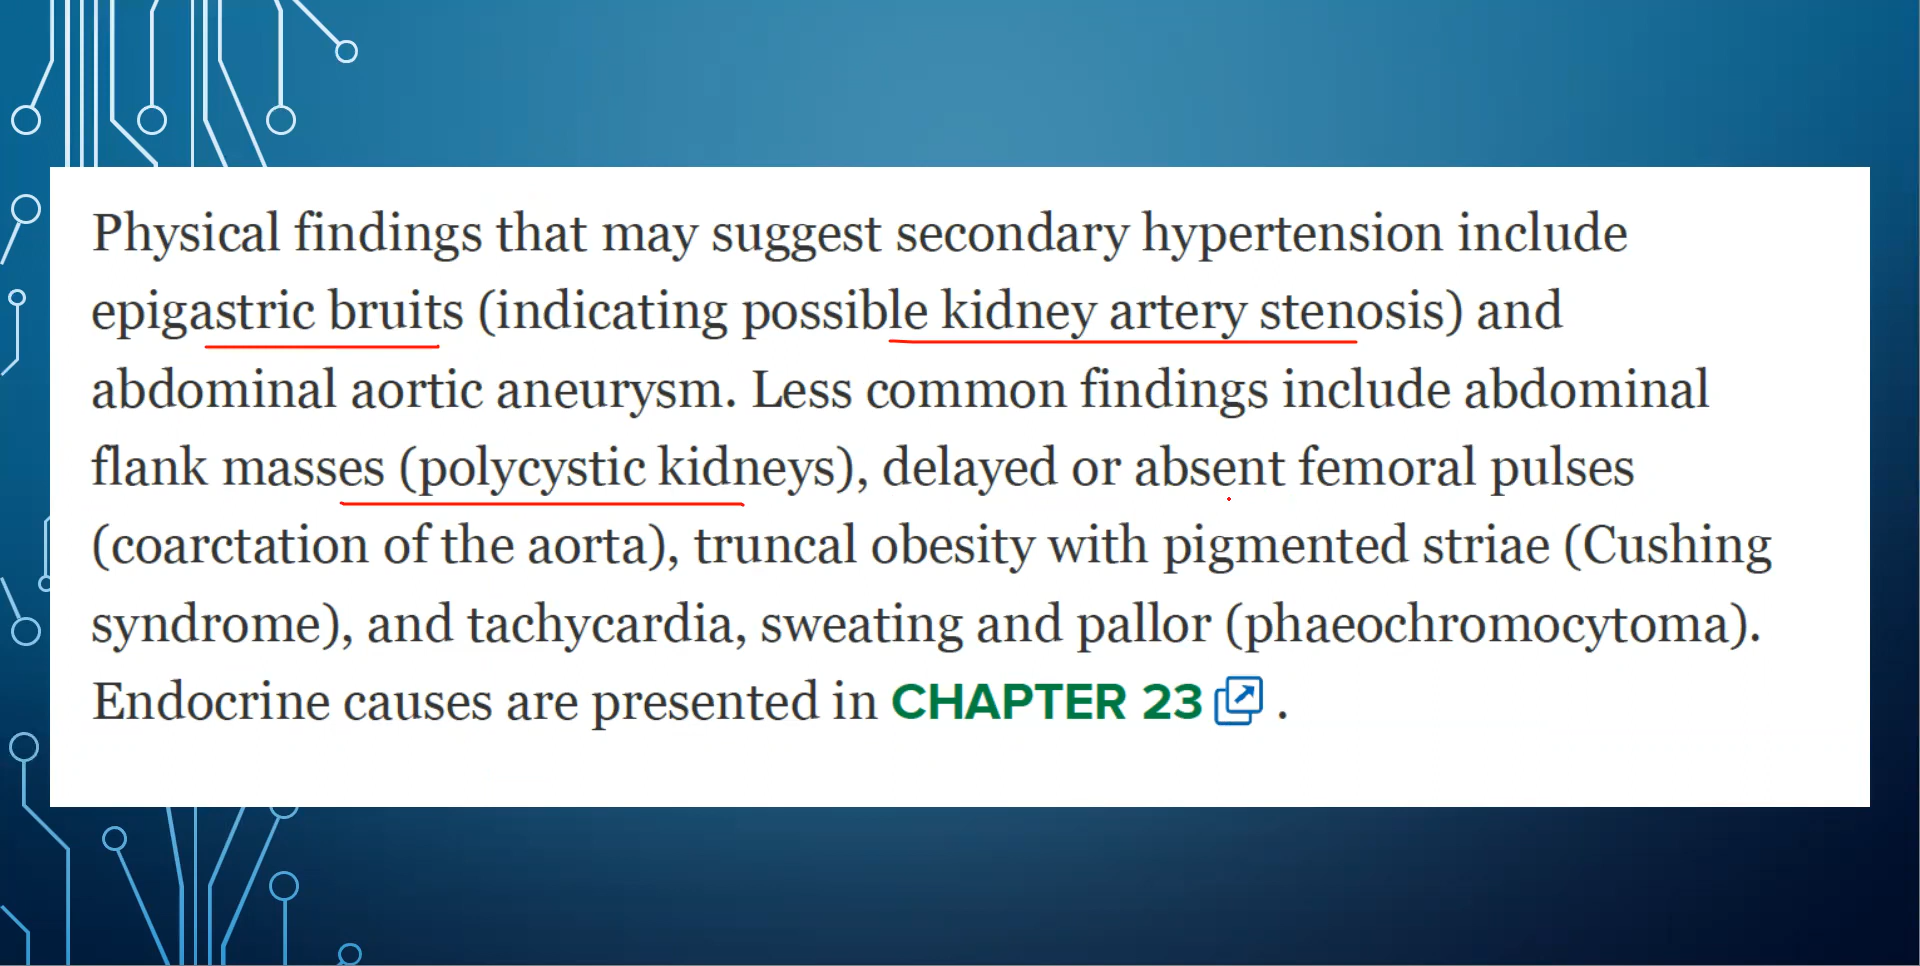 Physical findings that may suggest secondary hypertension include
epigastric bruits (indicating possible kidney artery stenosis) and
abdominal aortic aneurysm. Less common findings include abdominal
flank masses (polycystic kidneys), delayed or absent femoral pulses
(coarctation of the aorta), truncal obesity with pigmented striae (Cushing
syndrome), and tachycardia, sweating and pallor (phaeochromocytoma).
Endocrine causes are presented in CHAPTER 23 .